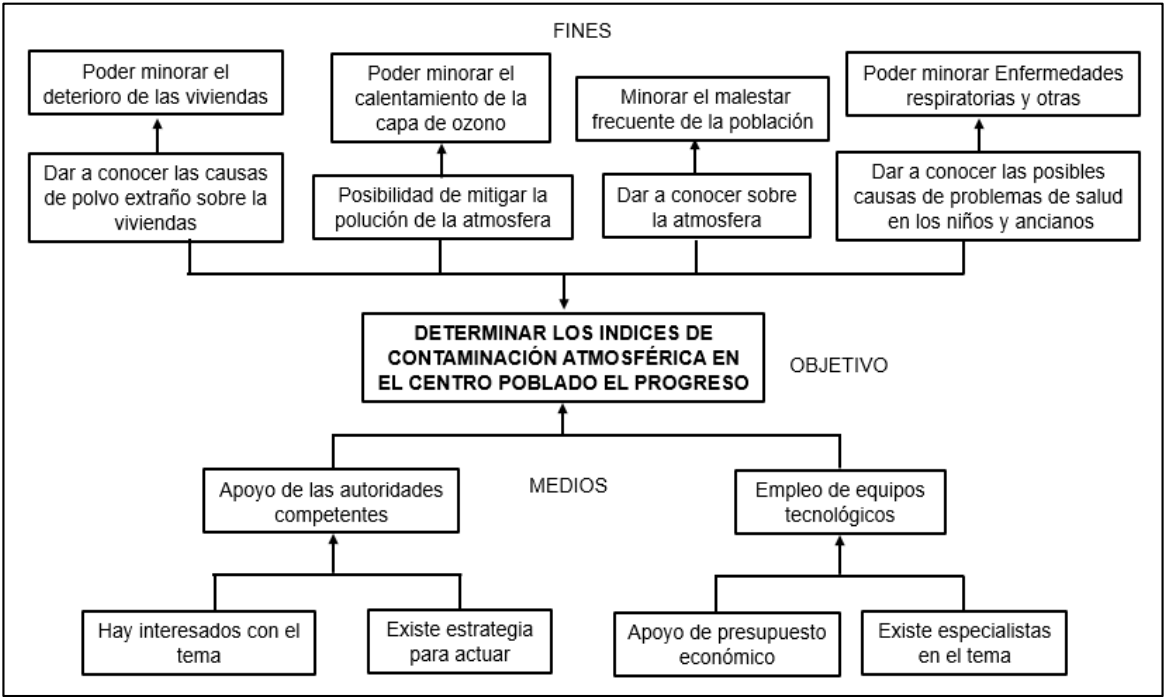 FINES
Poder minorar el
deterioro de las viviendas
Poder minorar el
calentamiento de la
capa de ozono
Minorar el malestar
frecuente de la población
Poder minorar Enfermedades
respiratorias y otras
Dar a conocer las causas
de polvo extraño sobre la
viviendas
Posibilidad de mitigar la
polución de la atmosfera
Dar a conocer sobre
la atmosfera
Dar a conocer las posibles
causas de problemas de salud
en los niños y ancianos
DETERMINAR LOS INDICES DE
CONTAMINACIÓN ATMOSFÉRICA EN
EL CENTRO POBLADO EL PROGRESO
OBJETIVO
Apoyo de las autoridades
competentes
MEDIOS
Empleo de equipos
tecnológicos
Hay interesados con el
tema
Existe estrategia
para actuar
Apoyo de presupuesto
económico
Existe especialistas
en el tema